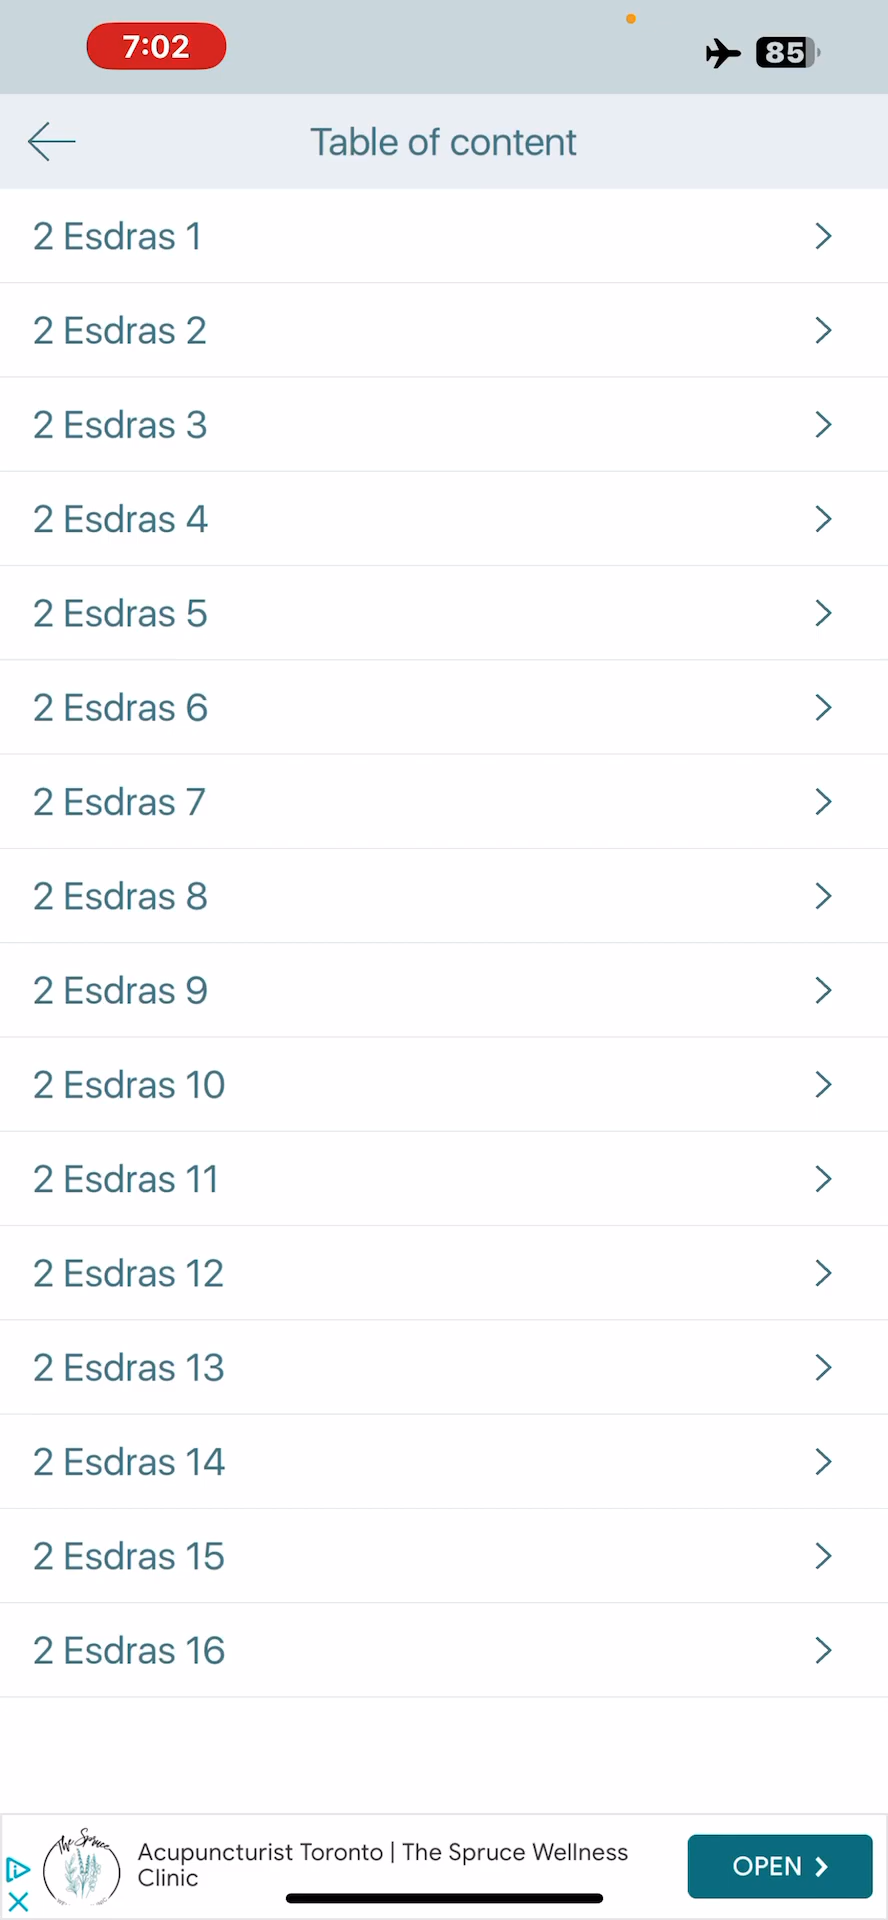 7:02
85
Table of content
2 Esdras 1
2 Esdras 2
2 Esdras 3
2 Esdras 4
2 Esdras 5
2 Esdras 6
2 Esdras 7
2 Esdras 8
2 Esdras 9
2 Esdras 10
2 Esdras 11
2 Esdras 12
2 Esdras 13
2 Esdras 14
2 Esdras 15
2 Esdras 16
The Spruce
Acupuncturist Toronto | The Spruce Wellness
Clinic
OPEN